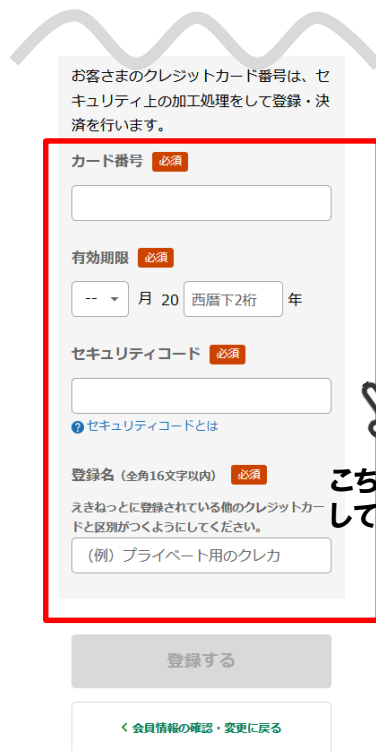 お客さまのクレジットカード番号は、セ
キュリティ上の加工処理をして登録・決
済を行います。
カード番号 必須
有効期限 必須
-- 月 20 西暦下2桁 年
セキュリティコード 必須
? セキュリティコードとは
登録名 (全角16文字以内) 必須
こち
えきねっとに登録されている他のクレジットカー
ドと区別がつくようにしてください。
して
(例) プライベート用のクレカ
登録する
< 会員情報の確認・変更に戻る